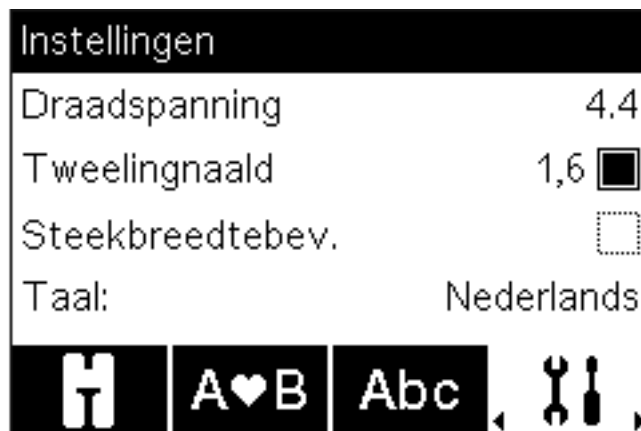 Instellingen
Draadspanning 4.4
Tweelingnaald 1,6
Steekbreedtebev.
Taal: Nederlands
A♥B Abc